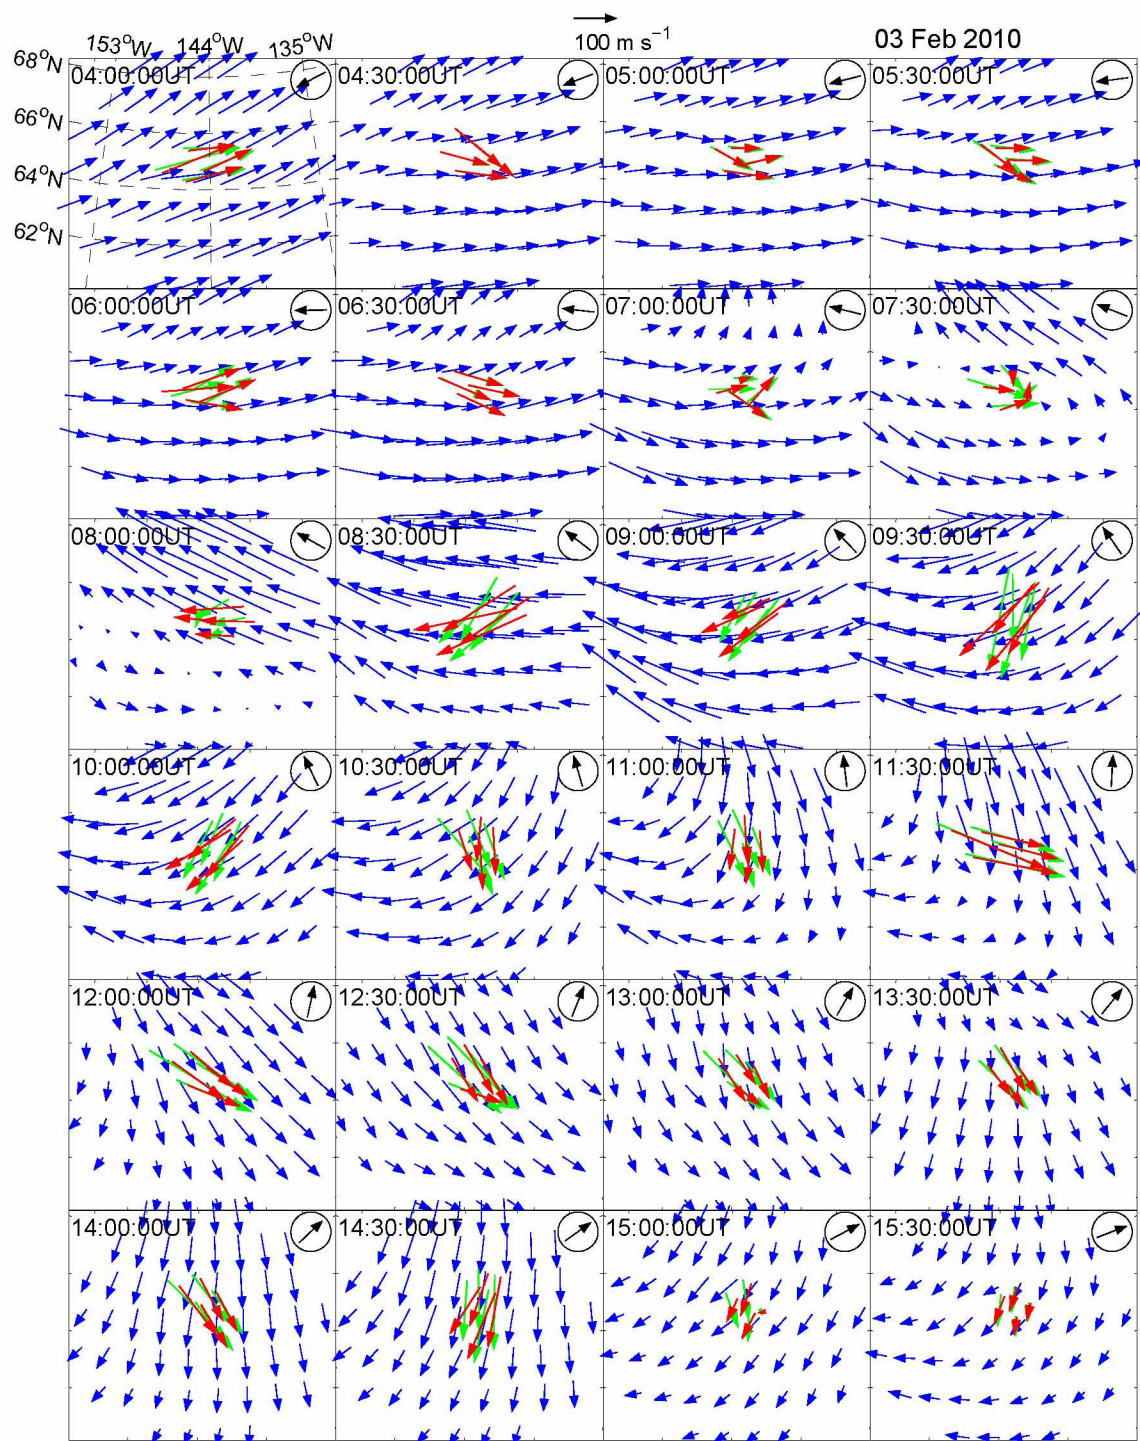 153°W 144°W 135°W
100 m s⁻¹
03 Feb 2010
68°N
66°N
64°N
62°N
04:00:00UT 04:30:00UT 05:00:00UT 05:30:00UT
06:00:00UT 06:30:00UT 07:00:00UT 07:30:00UT
08:00:00UT 08:30:00UT 09:00:00UT 09:30:00UT
10:00:00UT 10:30:00UT 11:00:00UT 11:30:00UT
12:00:00UT 12:30:00UT 13:00:00UT 13:30:00UT
14:00:00UT 14:30:00UT 15:00:00UT 15:30:00UT